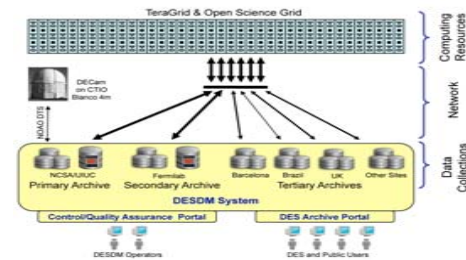 TeraGrid & Open Science Grid
Computing
Resources
DECam
on CTIO
Blanco 4m
Network
NOAO DTS
NCSA/UIUC
Fermilab
Barcelona
Brazil
UK
Other Sites
Primary Archive
Secondary Archive
Tertiary Archives
Data
Collections
DESDM System
Control/Quality Assurance Portal
DES Archive Portal
DESDM Operators
DES and Public Users